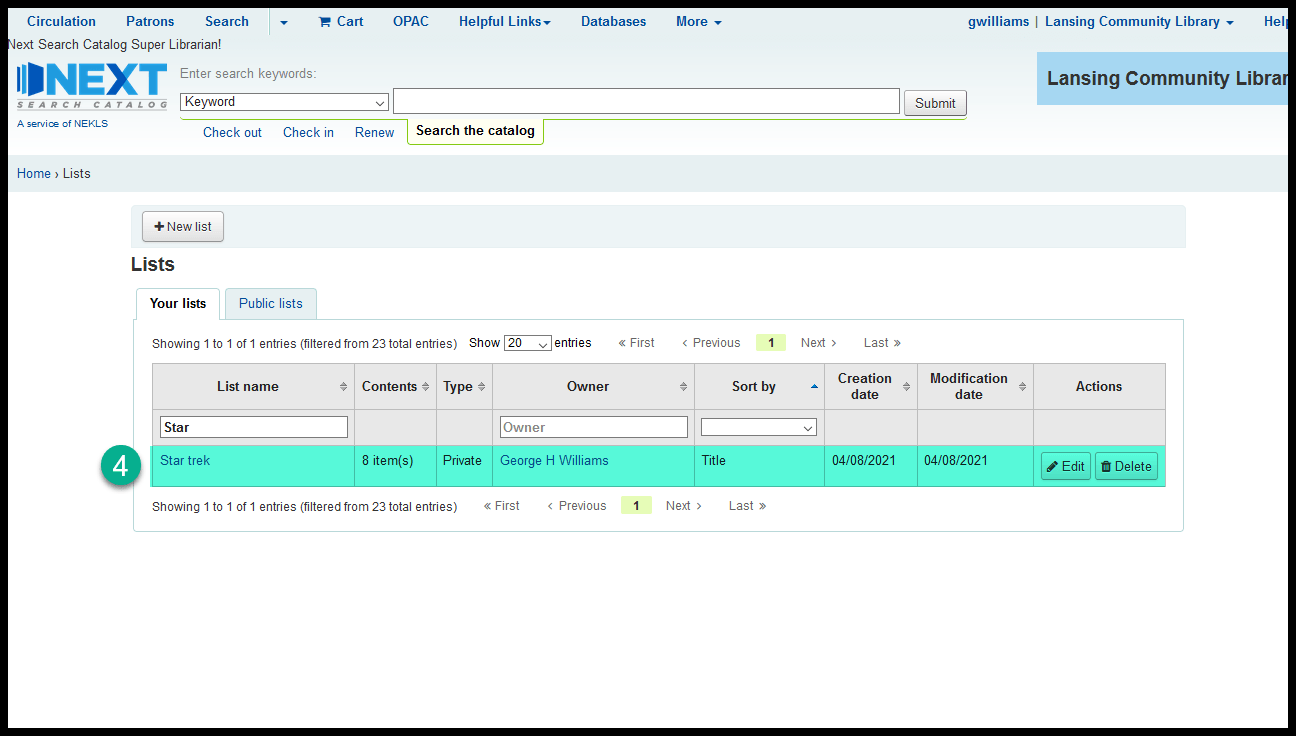 Circulation Patrons Search Cart OPAC Helpful Links Databases More gwilliams | Lansing Community Library Help
Next Search Catalog Super Librarian!
NEXT
SEARCH CATALOG
A service of NEKLS
Enter search keywords:
Keyword Submit
Check out Check in Renew Search the catalog
Lansing Community Librar
Home › Lists
New list
Lists
Your lists Public lists
Showing 1 to 1 of 1 entries (filtered from 23 total entries) Show 20 entries « First ‹ Previous 1 Next › Last »
List name Contents Type Owner Sort by Creation date Modification date Actions
Star Owner
4 Star trek 8 item(s) Private George H Williams Title 04/08/2021 04/08/2021 Edit Delete
Showing 1 to 1 of 1 entries (filtered from 23 total entries) « First ‹ Previous 1 Next › Last »